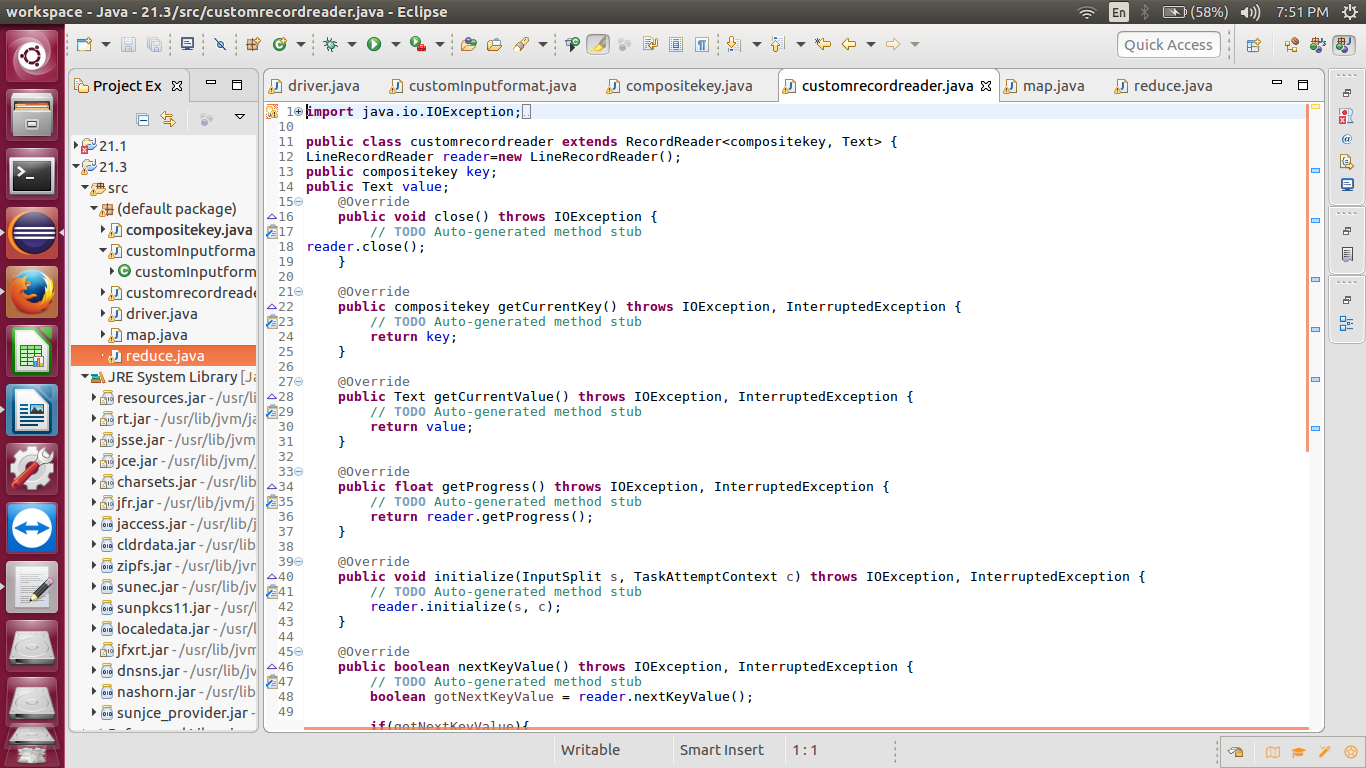 workspace - Java - 21.3/src/customrecordreader.java - Eclipse
En
(58%)
7:51 PM
Quick Access
Project Ex
driver.java
customInputformat.java
compositekey.java
customrecordreader.java
map.java
reduce.java
21.1
21.3
src
(default package)
compositekey.java
customInputforma
customInputform
customrecordreade
driver.java
map.java
reduce.java
JRE System Library [Ja
resources.jar - /usr/li
rt.jar - /usr/lib/jvm/ja
jsse.jar - /usr/lib/jvm
jce.jar - /usr/lib/jvm/
charsets.jar - /usr/lib
jfr.jar - /usr/lib/jvm/j
jaccess.jar - /usr/lib/j
cldrdata.jar - /usr/lib
zipfs.jar - /usr/lib/jvm
sunec.jar - /usr/lib/jv
sunpkcs11.jar - /usr/
localedata.jar - /usr/l
jfxrt.jar - /usr/lib/jvm
dnsns.jar - /usr/lib/jv
nashorn.jar - /usr/lib
sunjce_provider.jar -
1 import java.io.IOException;
10
11 public class customrecordreader extends RecordReader<compositekey, Text> {
12 LineRecordReader reader=new LineRecordReader();
13 public compositekey key;
14 public Text value;
15 @Override
16 public void close() throws IOException {
17 // TODO Auto-generated method stub
18 reader.close();
19 }
20
21 @Override
22 public compositekey getCurrentKey() throws IOException, InterruptedException {
23 // TODO Auto-generated method stub
24 return key;
25 }
26
27 @Override
28 public Text getCurrentValue() throws IOException, InterruptedException {
29 // TODO Auto-generated method stub
30 return value;
31 }
32
33 @Override
34 public float getProgress() throws IOException, InterruptedException {
35 // TODO Auto-generated method stub
36 return reader.getProgress();
37 }
38
39 @Override
40 public void initialize(InputSplit s, TaskAttemptContext c) throws IOException, InterruptedException {
41 // TODO Auto-generated method stub
42 reader.initialize(s, c);
43 }
44
45 @Override
46 public boolean nextKeyValue() throws IOException, InterruptedException {
47 // TODO Auto-generated method stub
48 boolean gotNextKeyValue = reader.nextKeyValue();
49
if(gotNextKeyValue){
Writable
Smart Insert
1 : 1